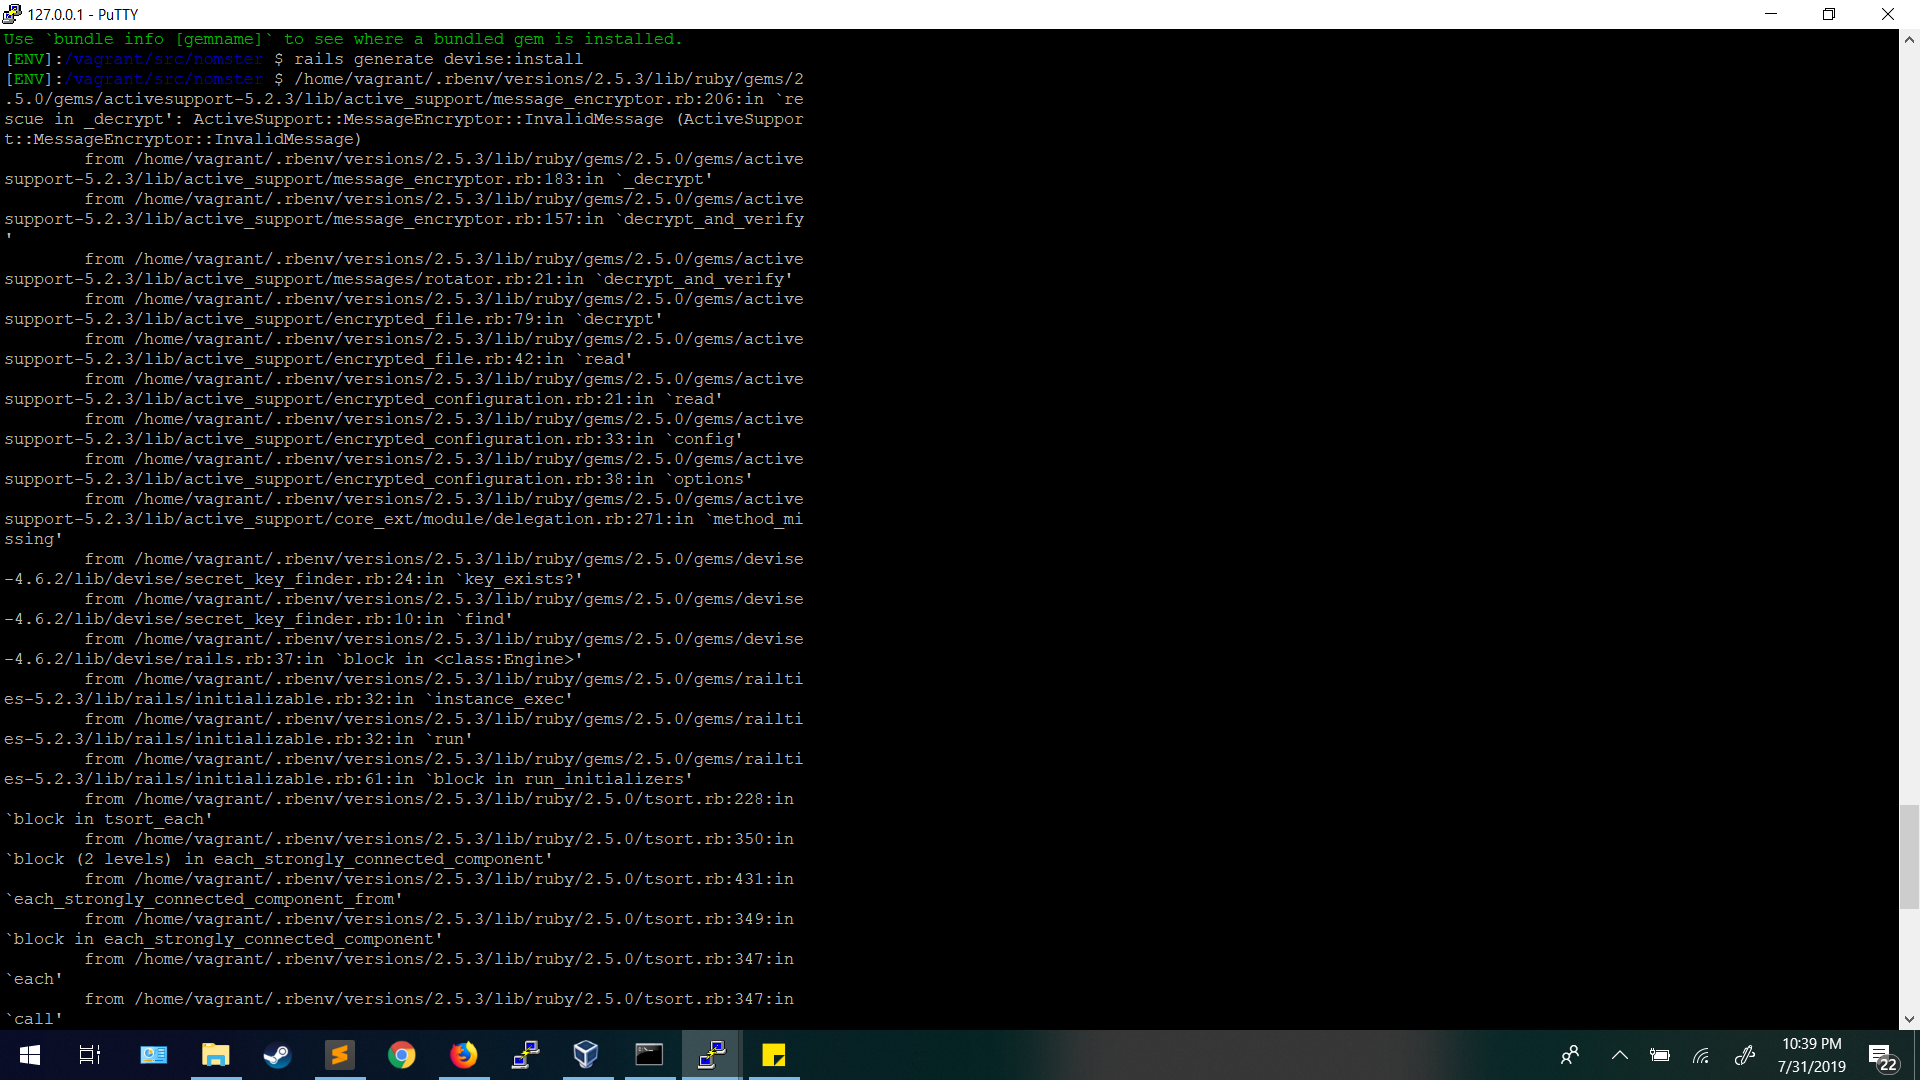 127.0.0.1 - PuTTY
Use `bundle info [gemname]` to see where a bundled gem is installed.
[ENV]:/vagrant/src/nomster $ rails generate devise:install
[ENV]:/vagrant/src/nomster $ /home/vagrant/.rbenv/versions/2.5.3/lib/ruby/gems/2
.5.0/gems/activesupport-5.2.3/lib/active_support/message_encryptor.rb:206:in `re
scue in _decrypt': ActiveSupport::MessageEncryptor::InvalidMessage (ActiveSuppor
t::MessageEncryptor::InvalidMessage)
        from /home/vagrant/.rbenv/versions/2.5.3/lib/ruby/gems/2.5.0/gems/active
support-5.2.3/lib/active_support/message_encryptor.rb:183:in `_decrypt'
        from /home/vagrant/.rbenv/versions/2.5.3/lib/ruby/gems/2.5.0/gems/active
support-5.2.3/lib/active_support/message_encryptor.rb:157:in `decrypt_and_verify
'
        from /home/vagrant/.rbenv/versions/2.5.3/lib/ruby/gems/2.5.0/gems/active
support-5.2.3/lib/active_support/messages/rotator.rb:21:in `decrypt_and_verify'
        from /home/vagrant/.rbenv/versions/2.5.3/lib/ruby/gems/2.5.0/gems/active
support-5.2.3/lib/active_support/encrypted_file.rb:79:in `decrypt'
        from /home/vagrant/.rbenv/versions/2.5.3/lib/ruby/gems/2.5.0/gems/active
support-5.2.3/lib/active_support/encrypted_file.rb:42:in `read'
        from /home/vagrant/.rbenv/versions/2.5.3/lib/ruby/gems/2.5.0/gems/active
support-5.2.3/lib/active_support/encrypted_configuration.rb:21:in `read'
        from /home/vagrant/.rbenv/versions/2.5.3/lib/ruby/gems/2.5.0/gems/active
support-5.2.3/lib/active_support/encrypted_configuration.rb:33:in `config'
        from /home/vagrant/.rbenv/versions/2.5.3/lib/ruby/gems/2.5.0/gems/active
support-5.2.3/lib/active_support/encrypted_configuration.rb:38:in `options'
        from /home/vagrant/.rbenv/versions/2.5.3/lib/ruby/gems/2.5.0/gems/active
support-5.2.3/lib/active_support/core_ext/module/delegation.rb:271:in `method_mi
ssing'
        from /home/vagrant/.rbenv/versions/2.5.3/lib/ruby/gems/2.5.0/gems/devise
-4.6.2/lib/devise/secret_key_finder.rb:24:in `key_exists?'
        from /home/vagrant/.rbenv/versions/2.5.3/lib/ruby/gems/2.5.0/gems/devise
-4.6.2/lib/devise/secret_key_finder.rb:10:in `find'
        from /home/vagrant/.rbenv/versions/2.5.3/lib/ruby/gems/2.5.0/gems/devise
-4.6.2/lib/devise/rails.rb:37:in `block in <class:Engine>'
        from /home/vagrant/.rbenv/versions/2.5.3/lib/ruby/gems/2.5.0/gems/railti
es-5.2.3/lib/rails/initializable.rb:32:in `instance_exec'
        from /home/vagrant/.rbenv/versions/2.5.3/lib/ruby/gems/2.5.0/gems/railti
es-5.2.3/lib/rails/initializable.rb:32:in `run'
        from /home/vagrant/.rbenv/versions/2.5.3/lib/ruby/gems/2.5.0/gems/railti
es-5.2.3/lib/rails/initializable.rb:61:in `block in run_initializers'
        from /home/vagrant/.rbenv/versions/2.5.3/lib/ruby/2.5.0/tsort.rb:228:in
`block in tsort_each'
        from /home/vagrant/.rbenv/versions/2.5.3/lib/ruby/2.5.0/tsort.rb:350:in
`block (2 levels) in each_strongly_connected_component'
        from /home/vagrant/.rbenv/versions/2.5.3/lib/ruby/2.5.0/tsort.rb:431:in
`each_strongly_connected_component_from'
        from /home/vagrant/.rbenv/versions/2.5.3/lib/ruby/2.5.0/tsort.rb:349:in
`block in each_strongly_connected_component'
        from /home/vagrant/.rbenv/versions/2.5.3/lib/ruby/2.5.0/tsort.rb:347:in
`each'
        from /home/vagrant/.rbenv/versions/2.5.3/lib/ruby/2.5.0/tsort.rb:347:in
`call'
10:39 PM
7/31/2019
22